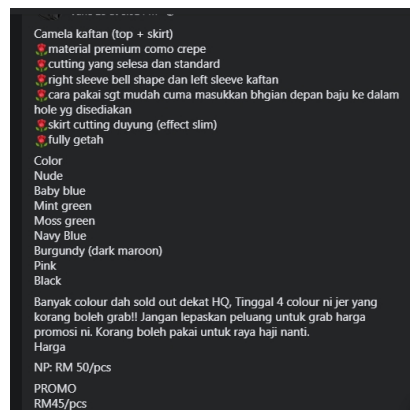 Camela kaftan (top + skirt)
🌹material premium como crepe
🌹cutting yang selesa dan standard
🌹right sleeve bell shape dan left sleeve kaftan
🌹cara pakai sgt mudah cuma masukkan bhgian depan baju ke dalam
hole yg disediakan
🌹skirt cutting duyung (effect slim)
🌹fully getah
Color
Nude
Baby blue
Mint green
Moss green
Navy Blue
Burgundy (dark maroon)
Pink
Black
Banyak colour dah sold out dekat HQ, Tinggal 4 colour ni jer yang
korang boleh grab!! Jangan lepaskan peluang untuk grab harga
promosi ni. Korang boleh pakai untuk raya haji nanti.
Harga
NP: RM 50/pcs
PROMO
RM45/pcs